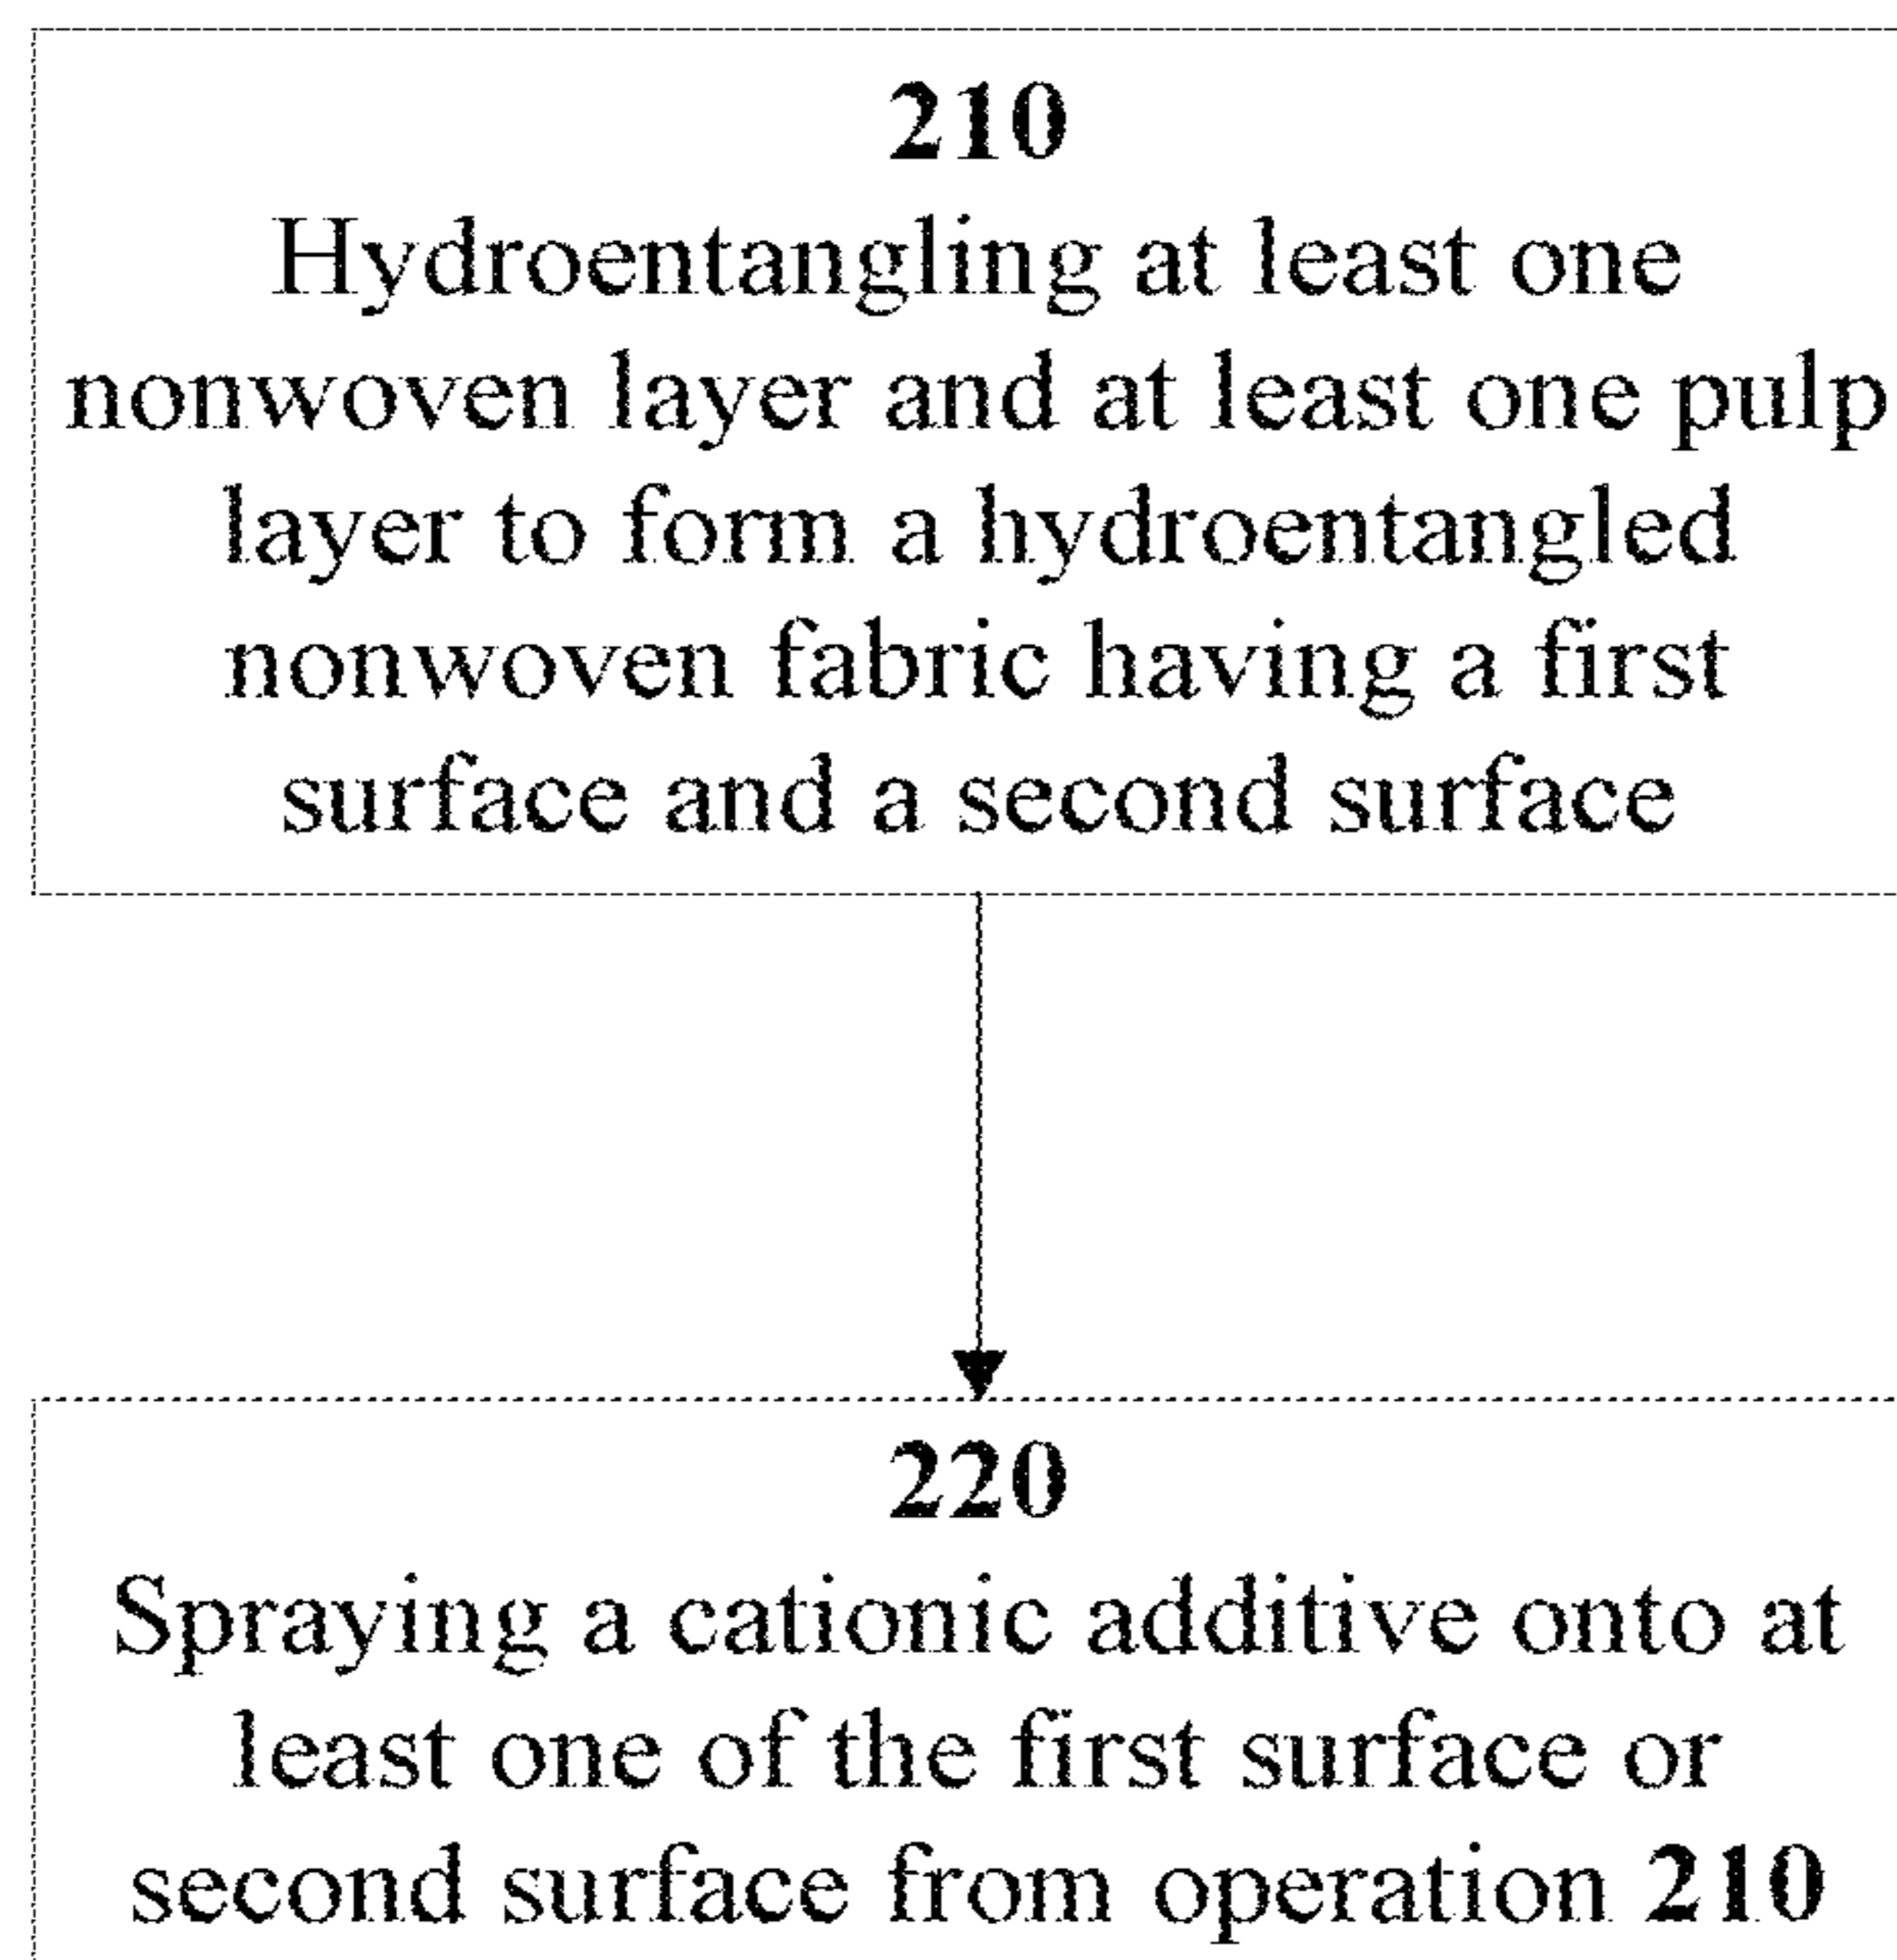 210
Hydroentangling at least one
nonwoven layer and at least one pulp
layer to form a hydroentangled
nonwoven fabric having a first
surface and a second surface
220
Spraying a cationic additive onto at
least one of the first surface or
second surface from operation 210